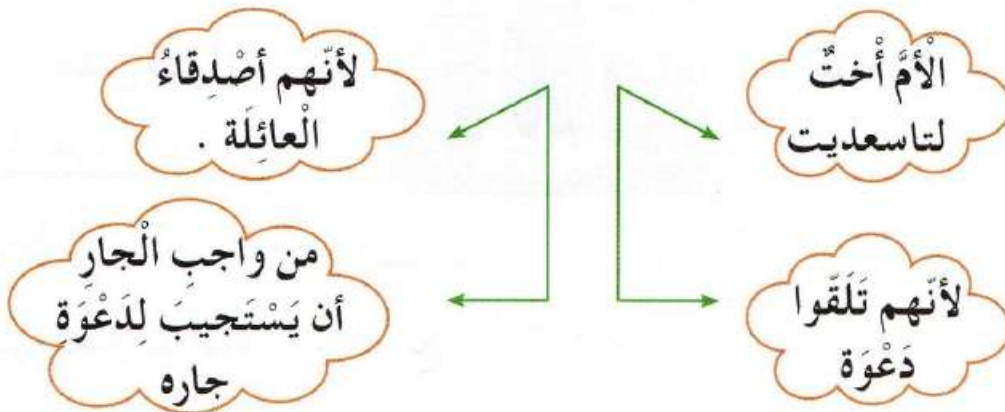 الْأمَّ أْختٌ
لتاسعديت
لأنّهم أصْدِقاءُ
الْعائِلَة .
لأنّهم تَلَقّوا
دَعْوَة
من واجبِ الْجارِ
أن يَسْتَجيبَ لِدَعْوَةِ
جاره